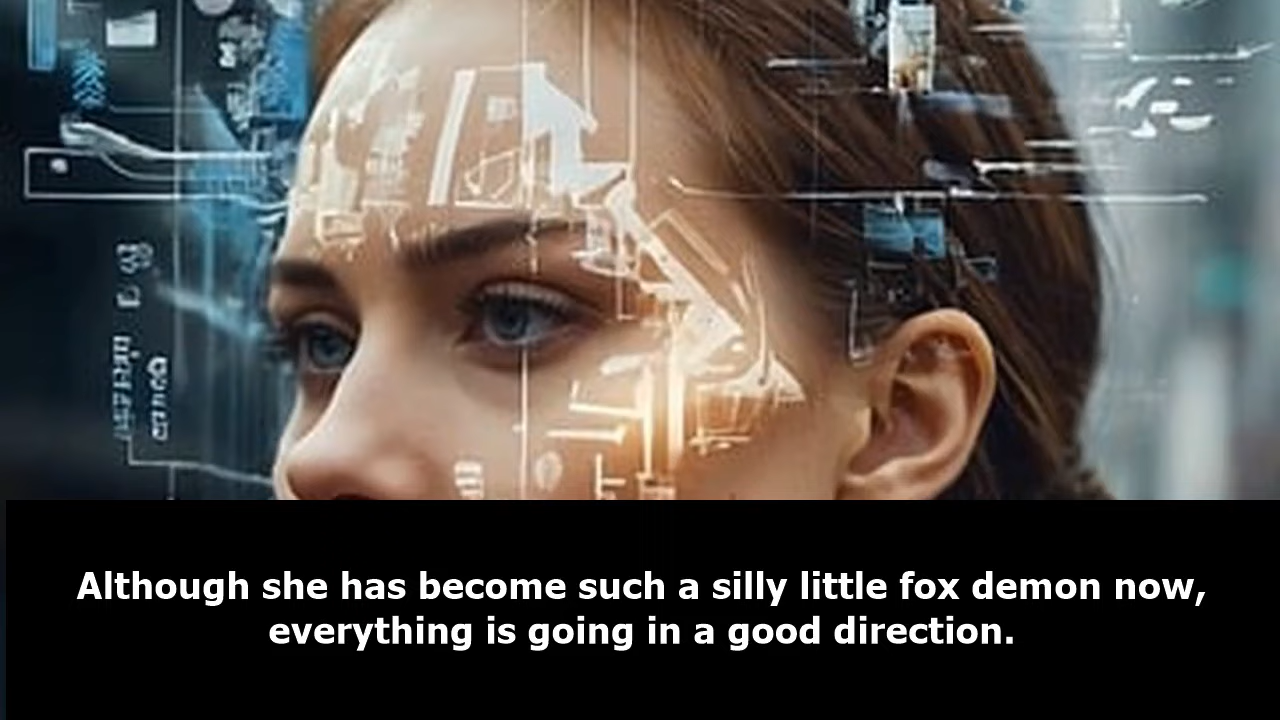 Although she has become such a silly little fox demon now,
everything is going in a good direction.